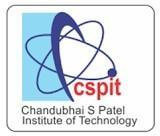 cspit
Chandubhai S Patel
Institute of Technology